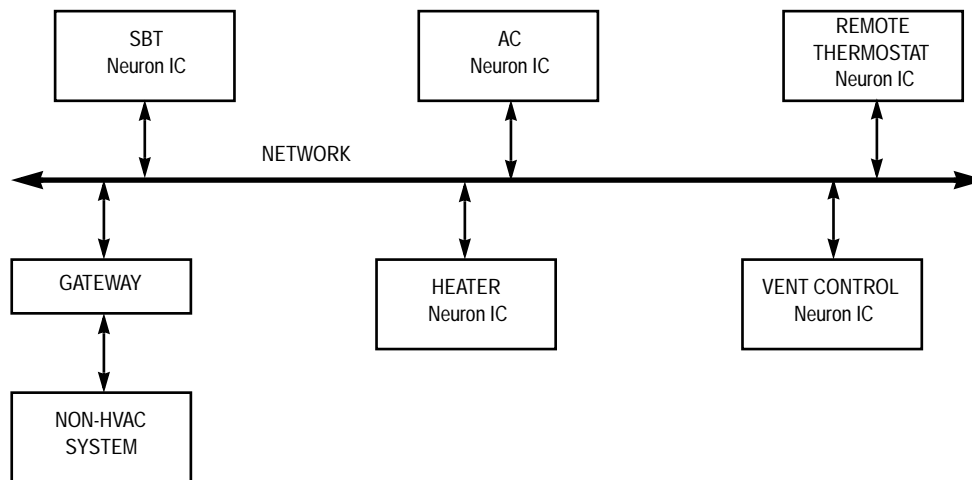 SBT
Neuron IC
AC
Neuron IC
REMOTE
THERMOSTAT
Neuron IC
NETWORK
GATEWAY
HEATER
Neuron IC
VENT CONTROL
Neuron IC
NON-HVAC
SYSTEM